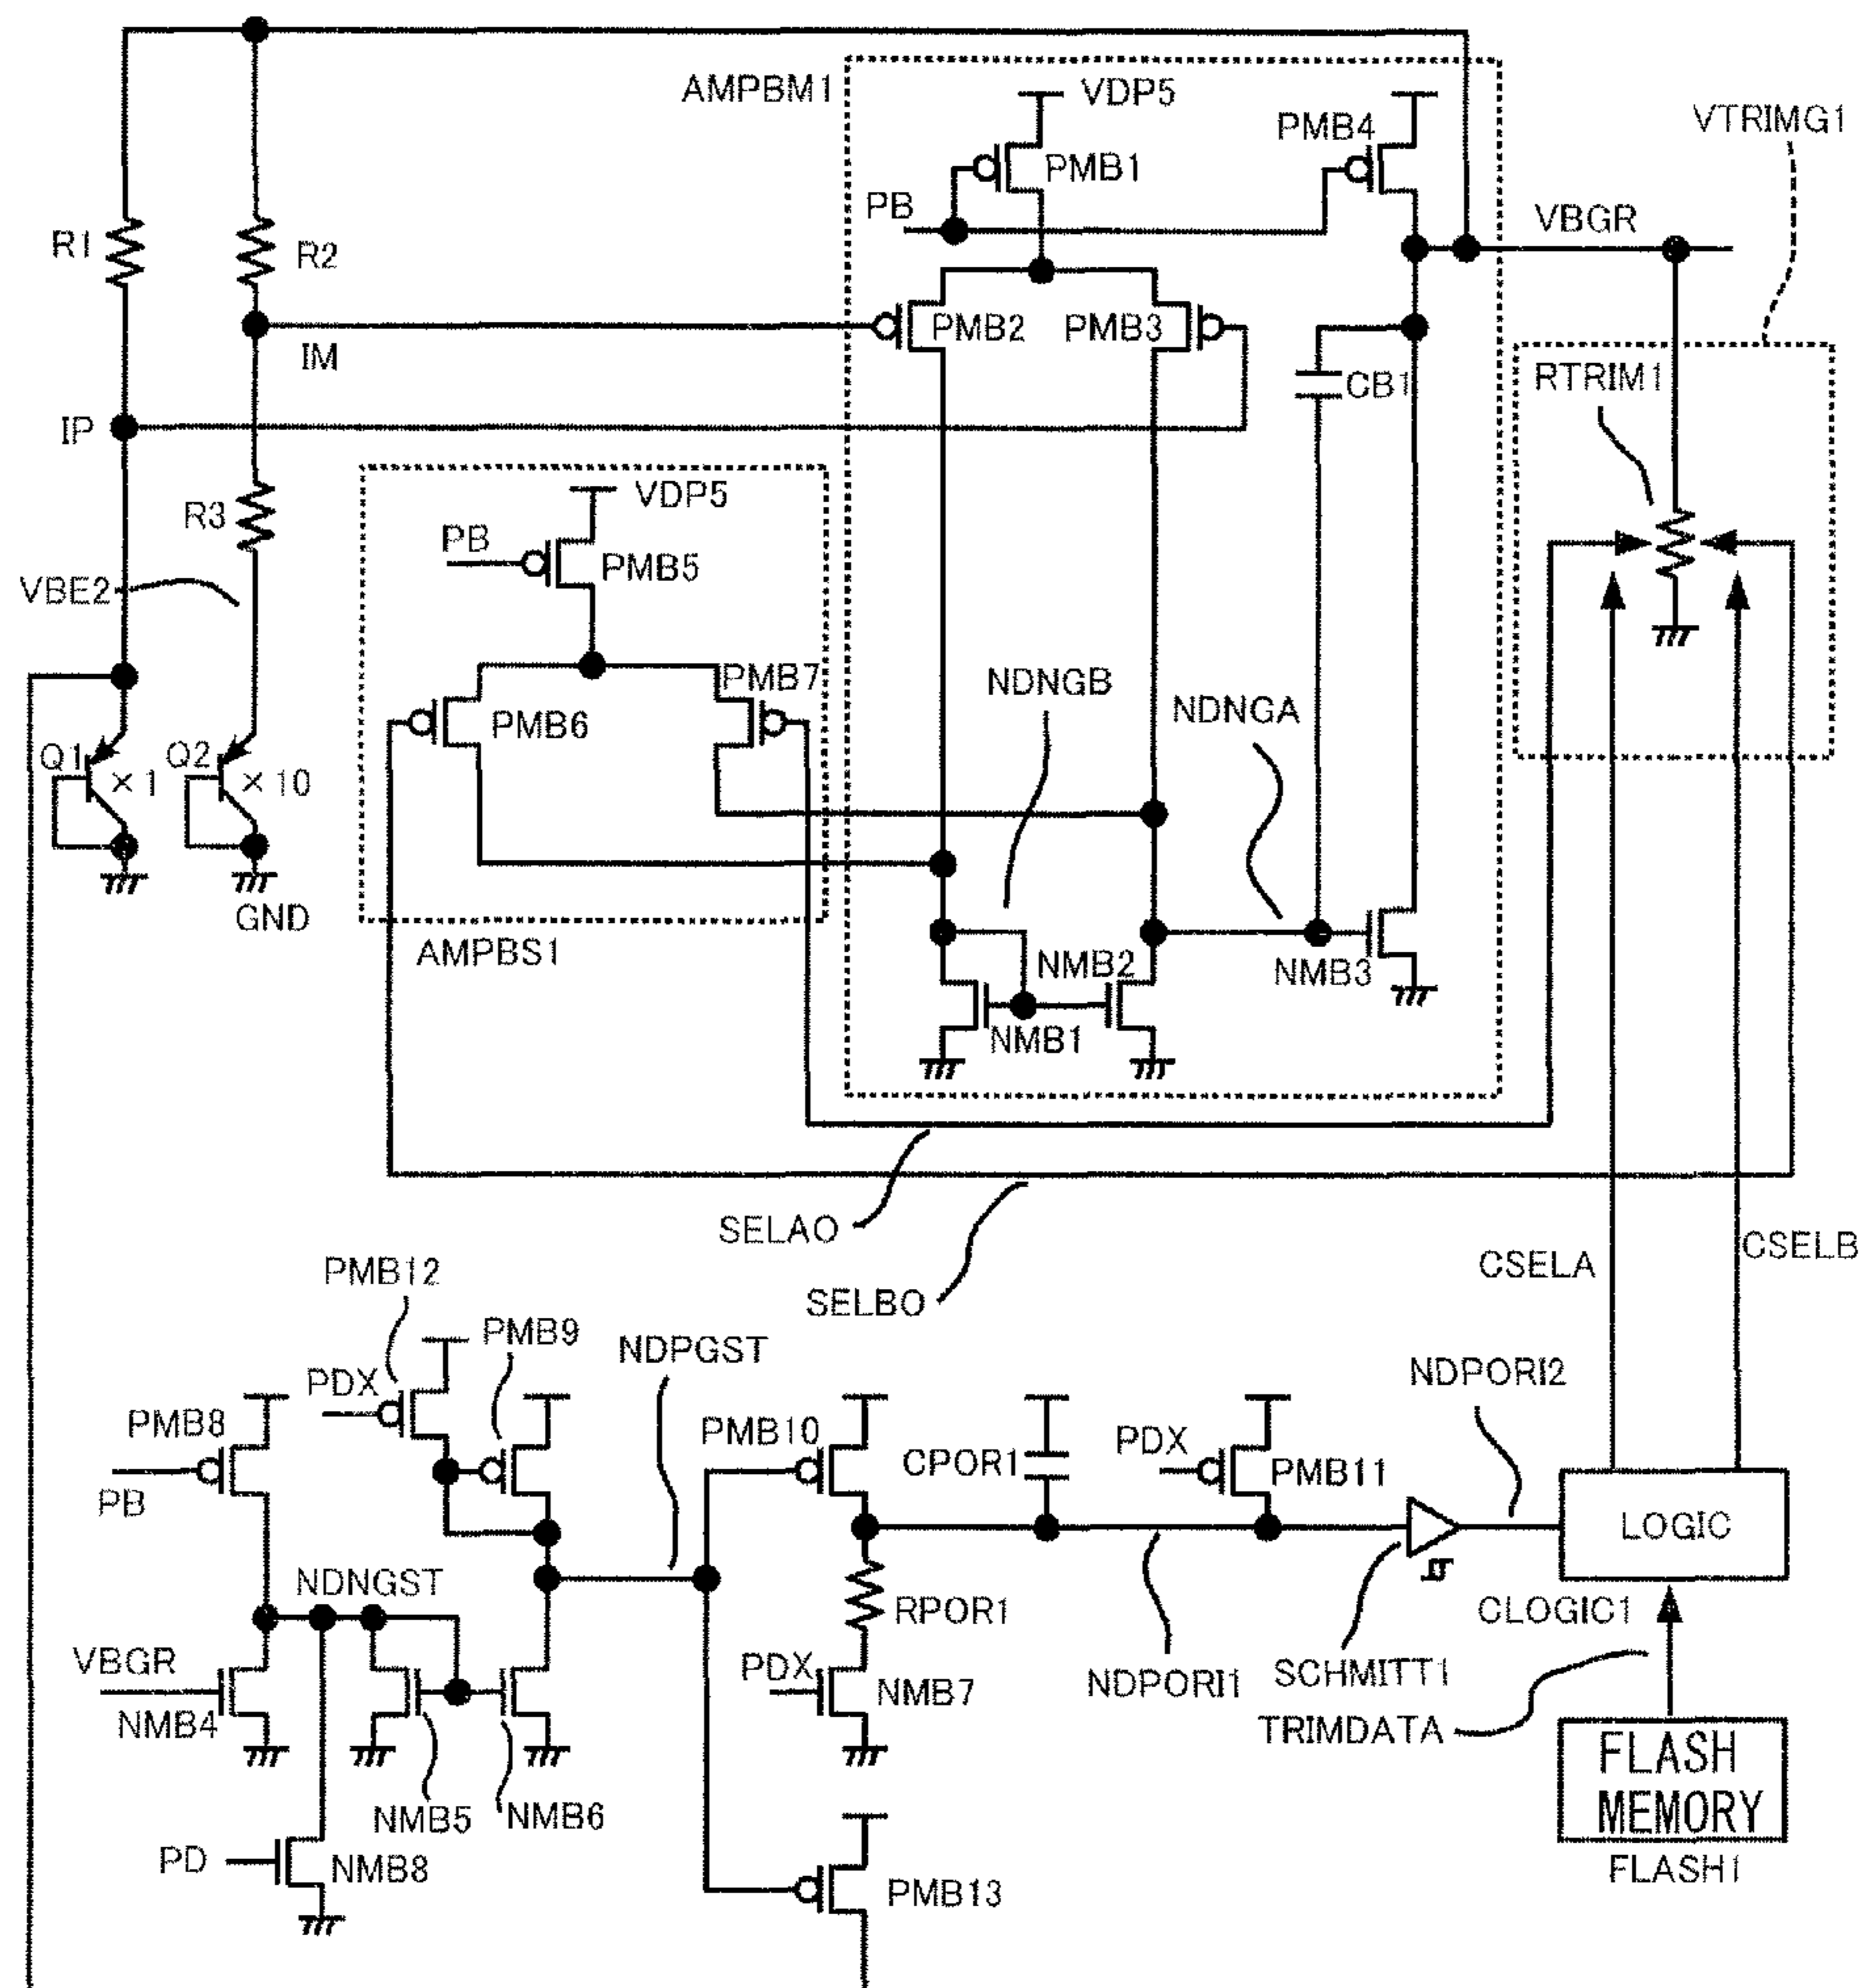 AMPBM1
VDP5
PMB4
VTRIMG1
PMB1
PB
VBGR
R1
R2
PMB2
PMB3
RTRIM1
IM
CB1
IP
VDP5
R3
PB
PMB5
VBE2
NDNGB
PMB7
NDNGA
PMB6
Q1
×1
Q2
×10
GND
AMPBS1
NMB2
NMB3
NMB1
SELAO
CSELB
CSELA
PMB12
SELBO
PMB9
NDPGST
NDPORI2
PDX
PMB8
PMB10
PDX
CPOR1
PMB11
PB
LOGIC
NDNGST
RPOR1
CLOGIC1
VBGR
PDX
NMB7
NDPORI1
SCHMITT1
NMB4
TRIMDATA
FLASH
MEMORY
NMB5
NMB6
PD
NMB8
FLASH1
PMB13